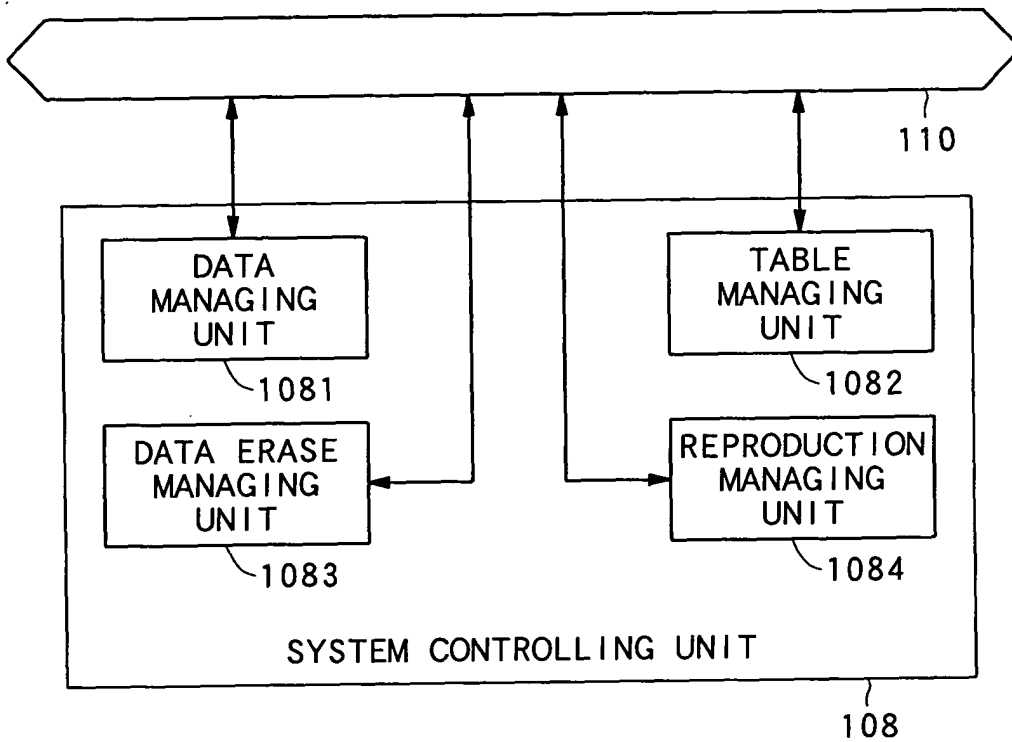 110
DATA
MANAGING
UNIT
1081
TABLE
MANAGING
UNIT
1082
DATA ERASE
MANAGING
UNIT
1083
REPRODUCTION
MANAGING
UNIT
1084
SYSTEM CONTROLLING UNIT
108